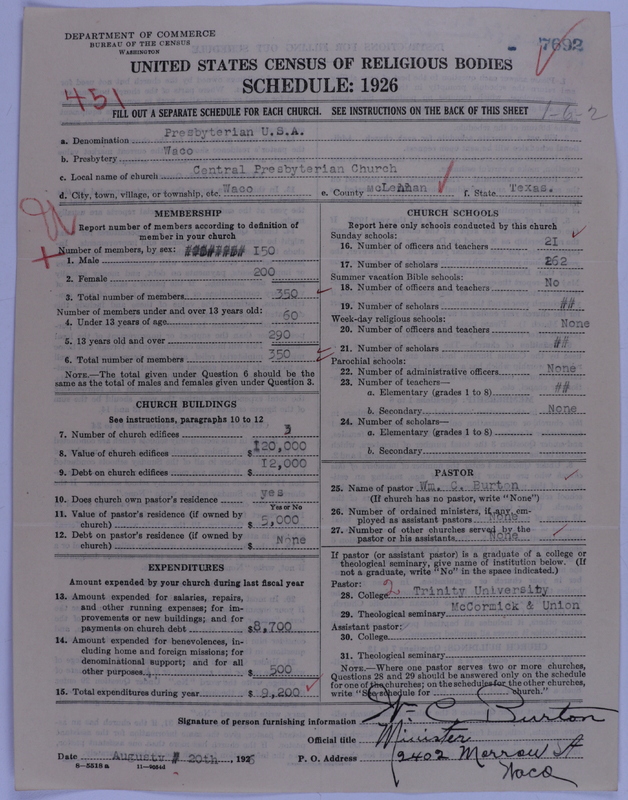 DEPARTMENT OF COMMERCE
BUREAU OF THE CENSUS
WASHINGTON
7692
UNITED STATES CENSUS OF RELIGIOUS BODIES
SCHEDULE: 1926
451
FILL OUT A SEPARATE SCHEDULE FOR EACH CHURCH. SEE INSTRUCTIONS ON THE BACK OF THIS SHEET
1-6-2
a. Denomination Presbyterian U.S.A.
b. Presbytery Waco
c. Local name of church Central Presbyterian Church
d. City, town, village, or township, etc. Waco e. County McLennan f. State Texas.
MEMBERSHIP
Report number of members according to definition of
member in your church
Number of members, by sex:
1. Male 150
2. Female 200
3. Total number of members 350
Number of members under and over 13 years old:
4. Under 13 years of age 60
5. 13 years old and over 290
6. Total number of members 350
NOTE.—The total given under Question 6 should be the
same as the total of males and females given under Question 3.
CHURCH BUILDINGS
See instructions, paragraphs 10 to 12
7. Number of church edifices 3
8. Value of church edifices $120,000
9. Debt on church edifices $12,000
10. Does church own pastor's residence yes
Yes or No
11. Value of pastor's residence (if owned by
church) $5,000
12. Debt on pastor's residence (if owned by
church) $None
EXPENDITURES
Amount expended by your church during last fiscal year
13. Amount expended for salaries, repairs,
and other running expenses; for im-
provements or new buildings; and for
payments on church debt $8,700
14. Amount expended for benevolences, in-
cluding home and foreign missions; for
denominational support; and for all
other purposes $500
15. Total expenditures during year $9,200
CHURCH SCHOOLS
Report here only schools conducted by this church
Sunday schools:
16. Number of officers and teachers 21
17. Number of scholars 262
Summer vacation Bible schools:
18. Number of officers and teachers No
19. Number of scholars ##
Week-day religious schools:
20. Number of officers and teachers None
21. Number of scholars ##
Parochial schools:
22. Number of administrative officers None
23. Number of teachers—
a. Elementary (grades 1 to 8) ##
b. Secondary None
24. Number of scholars—
a. Elementary (grades 1 to 8)
b. Secondary
PASTOR
25. Name of pastor Wm. C. Burton
(If church has no pastor, write "None")
26. Number of ordained ministers, if any, em-
ployed as assistant pastors None
27. Number of other churches served by the
pastor or his assistants None
If pastor (or assistant pastor) is a graduate of a college or
theological seminary, give name of institution below. (If
not a graduate, write "No" in the space indicated.)
Pastor:
28. College 2 Trinity University
29. Theological seminary McCormick & Union
Assistant pastor:
30. College
31. Theological seminary
NOTE.—Where one pastor serves two or more churches,
Questions 28 and 29 should be answered only on the schedule
for one of the churches; on the schedules for the other churches,
write "See schedule for church."
Signature of person furnishing information Wm. C. Burton
Official title Minister
Date August 20th, 1926 P. O. Address 2402 Morrow St
8—5518 a 11—9034d Waco